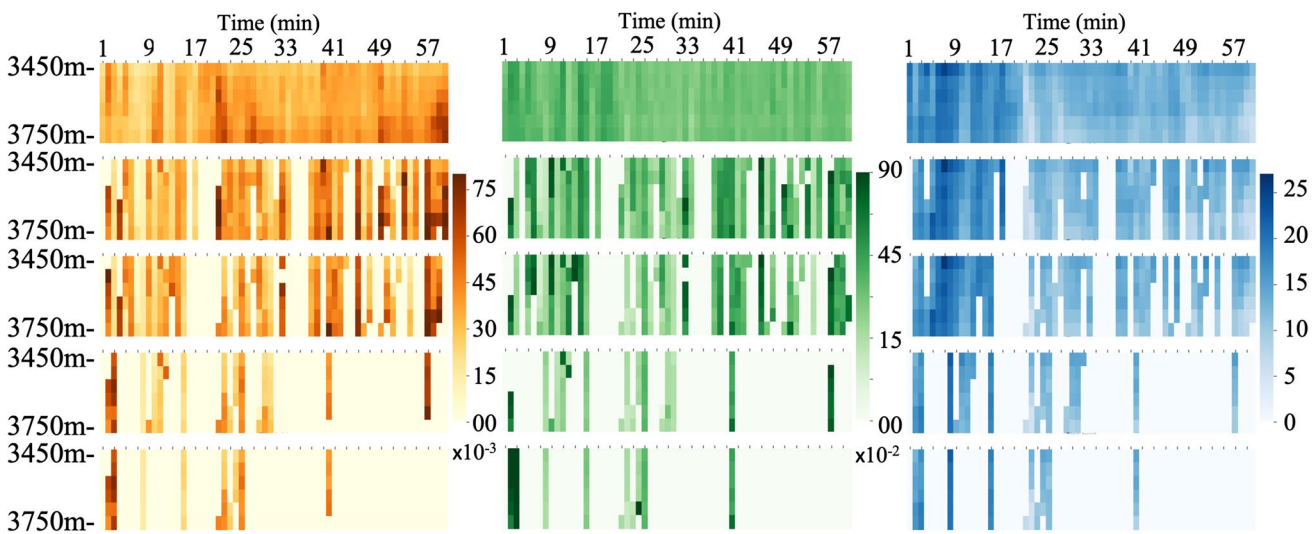 Time (min) Time (min) Time (min)
1 9 17 25 33 41 49 57 1 9 17 25 33 41 49 57 1 9 17 25 33 41 49 57
3450m-
3750m-
3450m-
75 90 25
3750m-
60 20
3450m-
45 45 15
3750m-
30 10
3450m-
15 15 5
3750m-
00 00 0
3450m- x10-3 x10-2
3750m-